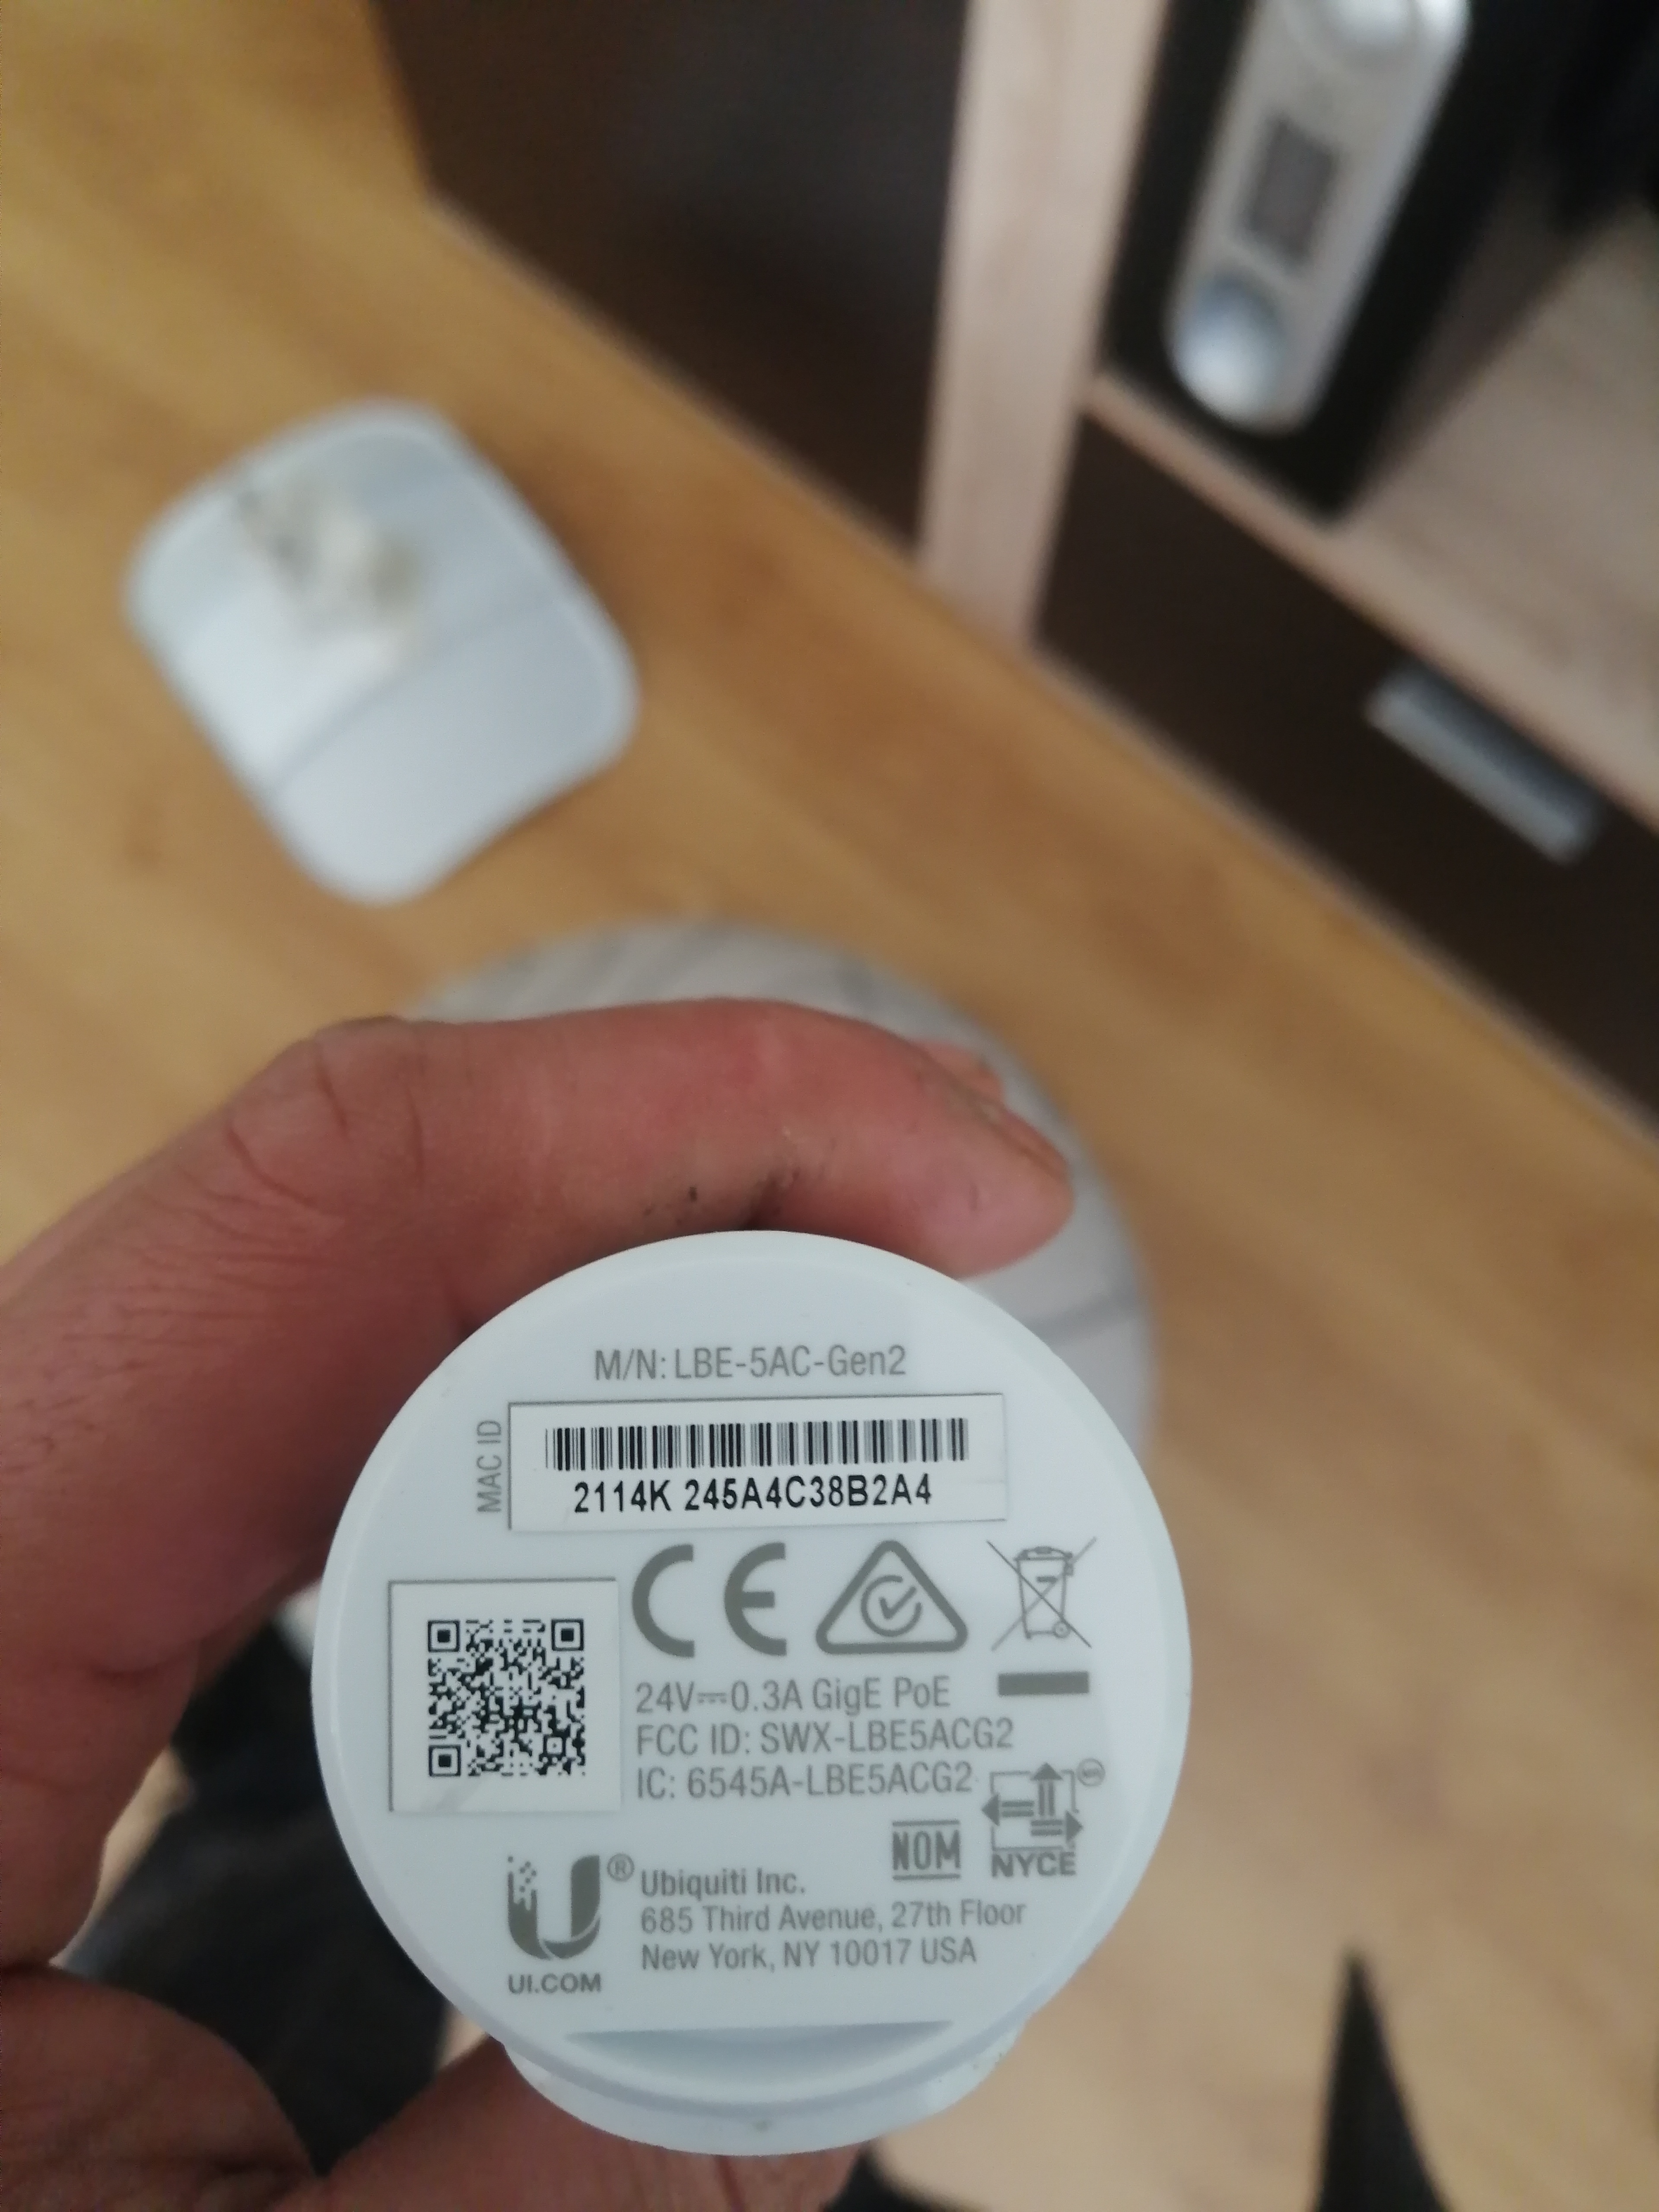 M/N: LBE-5AC-Gen2
MAC ID
2114K 245A4C38B2A4
CE
24V⎓0.3A GigE PoE
FCC ID: SWX-LBE5ACG2
IC: 6545A-LBE5ACG2
NOM
NYCE
U®
Ubiquiti Inc.
685 Third Avenue, 27th Floor
New York, NY 10017 USA
UI.COM